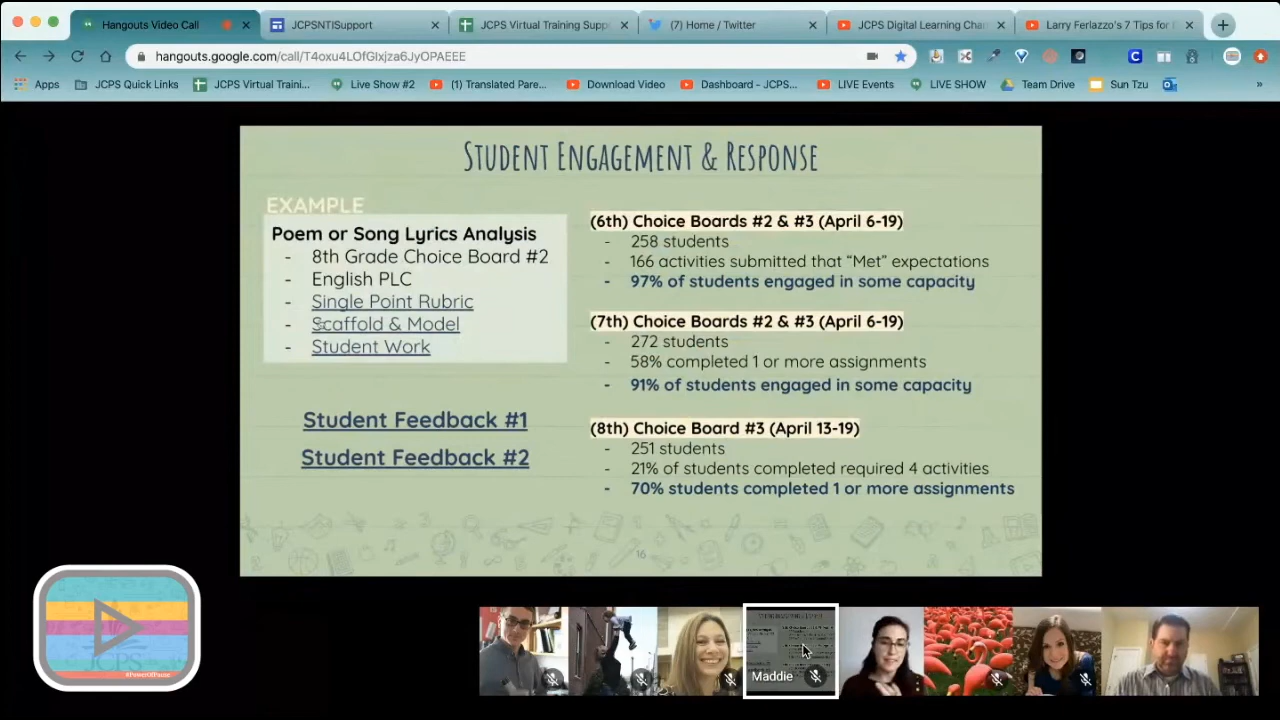 Hangouts Video Call
JCPSNTISupport
JCPS Virtual Training Supp
(7) Home / Twitter
JCPS Digital Learning Chan
Larry Ferlazzo's 7 Tips for
hangouts.google.com/call/T4oxu4LOfGIxjza6JyOPAEEE
Apps
JCPS Quick Links
JCPS Virtual Traini...
Live Show #2
(1) Translated Pare...
Download Video
Dashboard - JCPS...
LIVE Events
LIVE SHOW
Team Drive
Sun Tzu
»
STUDENT ENGAGEMENT & RESPONSE
EXAMPLE
Poem or Song Lyrics Analysis
- 8th Grade Choice Board #2
- English PLC
- Single Point Rubric
- Scaffold & Model
- Student Work
Student Feedback #1
Student Feedback #2
(6th) Choice Boards #2 & #3 (April 6-19)
- 258 students
- 166 activities submitted that “Met” expectations
- 97% of students engaged in some capacity
(7th) Choice Boards #2 & #3 (April 6-19)
- 272 students
- 58% completed 1 or more assignments
- 91% of students engaged in some capacity
(8th) Choice Board #3 (April 13-19)
- 251 students
- 21% of students completed required 4 activities
- 70% students completed 1 or more assignments
16
JCPS
Maddie